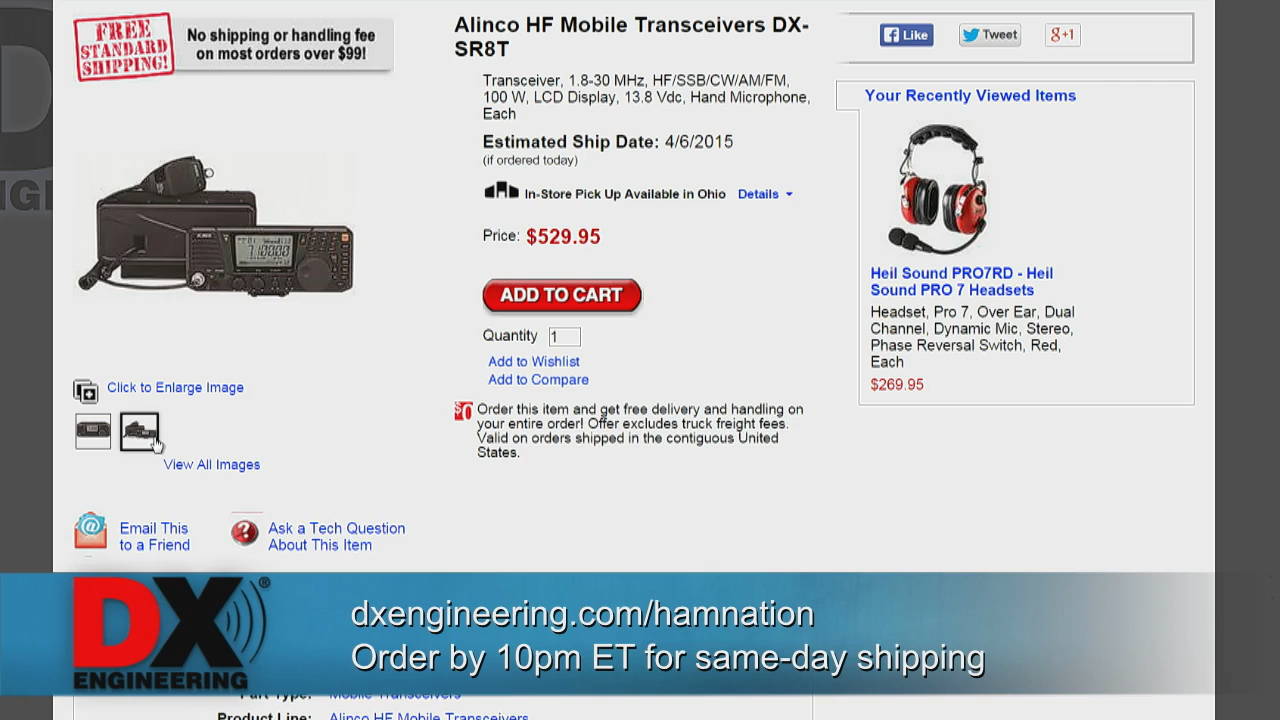 FREE
STANDARD
SHIPPING!
No shipping or handling fee
on most orders over $99!
Alinco HF Mobile Transceivers DX-
SR8T
Transceiver, 1.8-30 MHz, HF/SSB/CW/AM/FM,
100 W, LCD Display, 13.8 Vdc, Hand Microphone,
Each
Estimated Ship Date: 4/6/2015
(if ordered today)
In-Store Pick Up Available in Ohio Details
Price: $529.95
ADD TO CART
Quantity 1
Add to Wishlist
Add to Compare
$0 Order this item and get free delivery and handling on
your entire order! Offer excludes truck freight fees.
Valid on orders shipped in the contiguous United
States.
Like
Tweet
g+1
Your Recently Viewed Items
Heil Sound PRO7RD - Heil
Sound PRO 7 Headsets
Headset, Pro 7, Over Ear, Dual
Channel, Dynamic Mic, Stereo,
Phase Reversal Switch, Red,
Each
$269.95
Click to Enlarge Image
View All Images
Email This
to a Friend
Ask a Tech Question
About This Item
DX®
ENGINEERING
dxengineering.com/hamnation
Order by 10pm ET for same-day shipping
Part Type: Mobile Transceivers
Product Line: Alinco HF Mobile Transceivers